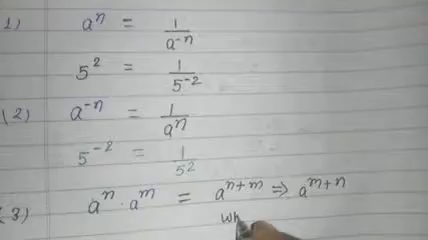 1) aⁿ = 1/a⁻ⁿ
5² = 1/5⁻²
(2) a⁻ⁿ = 1/aⁿ
5⁻² = 1/5²
(3) aⁿ · aᵐ = aⁿ⁺ᵐ ⇒ aᵐ⁺ⁿ